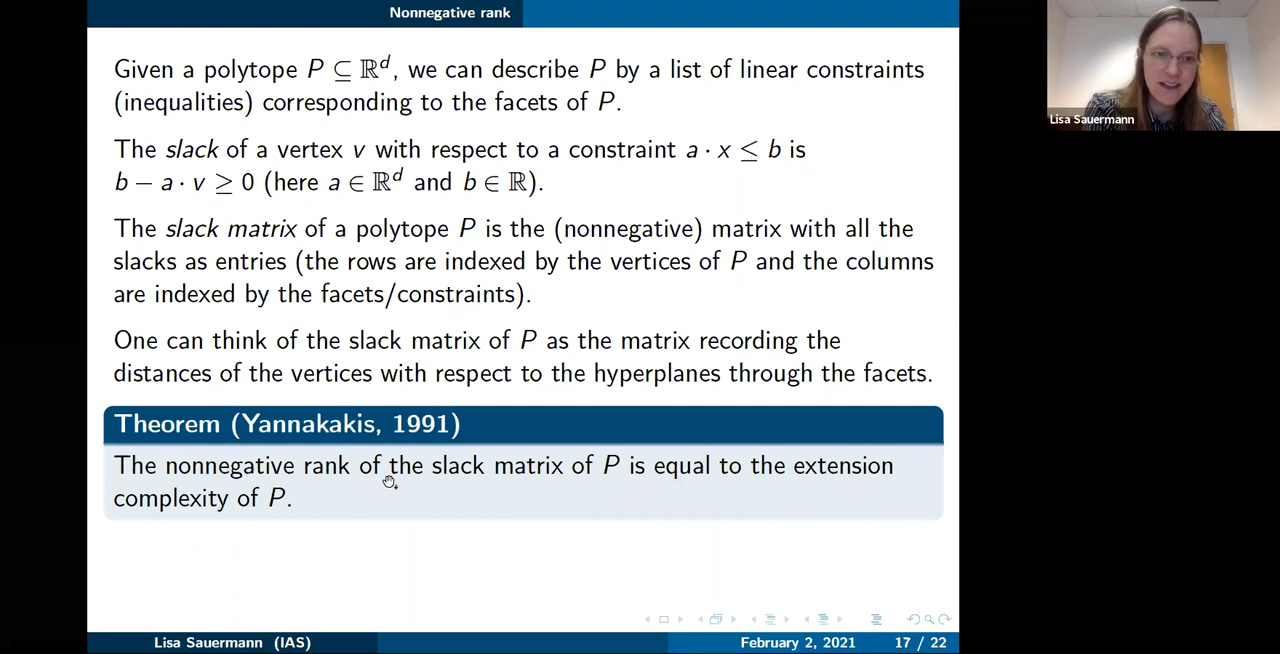 Nonnegative rank
Given a polytope P ⊆ ℝᵈ, we can describe P by a list of linear constraints
(inequalities) corresponding to the facets of P.
The slack of a vertex v with respect to a constraint a · x ≤ b is
b − a · v ≥ 0 (here a ∈ ℝᵈ and b ∈ ℝ).
The slack matrix of a polytope P is the (nonnegative) matrix with all the
slacks as entries (the rows are indexed by the vertices of P and the columns
are indexed by the facets/constraints).
One can think of the slack matrix of P as the matrix recording the
distances of the vertices with respect to the hyperplanes through the facets.
Theorem (Yannakakis, 1991)
The nonnegative rank of the slack matrix of P is equal to the extension
complexity of P.
Lisa Sauermann (IAS)
February 2, 2021
17 / 22
Lisa Sauermann